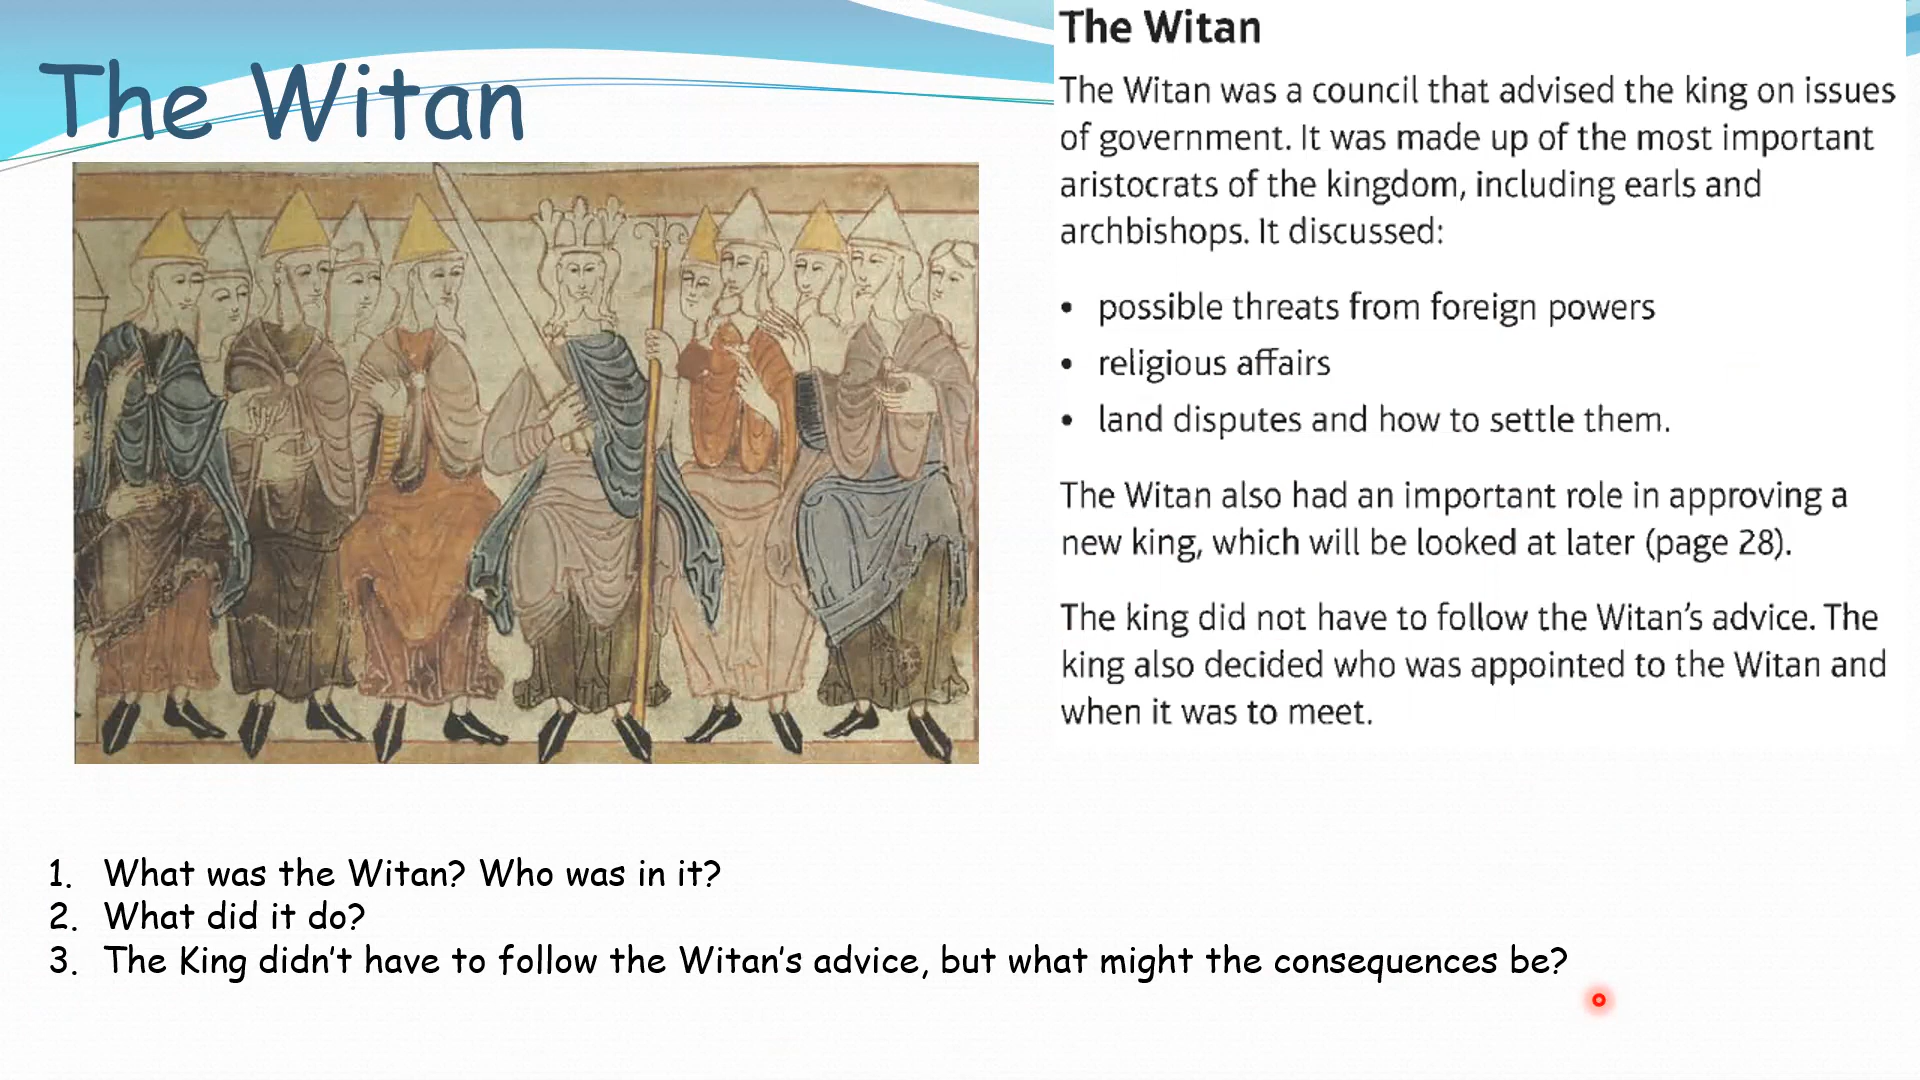 The Witan
The Witan
The Witan was a council that advised the king on issues
of government. It was made up of the most important
aristocrats of the kingdom, including earls and
archbishops. It discussed:
• possible threats from foreign powers
• religious affairs
• land disputes and how to settle them.
The Witan also had an important role in approving a
new king, which will be looked at later (page 28).
The king did not have to follow the Witan’s advice. The
king also decided who was appointed to the Witan and
when it was to meet.
1. What was the Witan? Who was in it?
2. What did it do?
3. The King didn’t have to follow the Witan’s advice, but what might the consequences be?